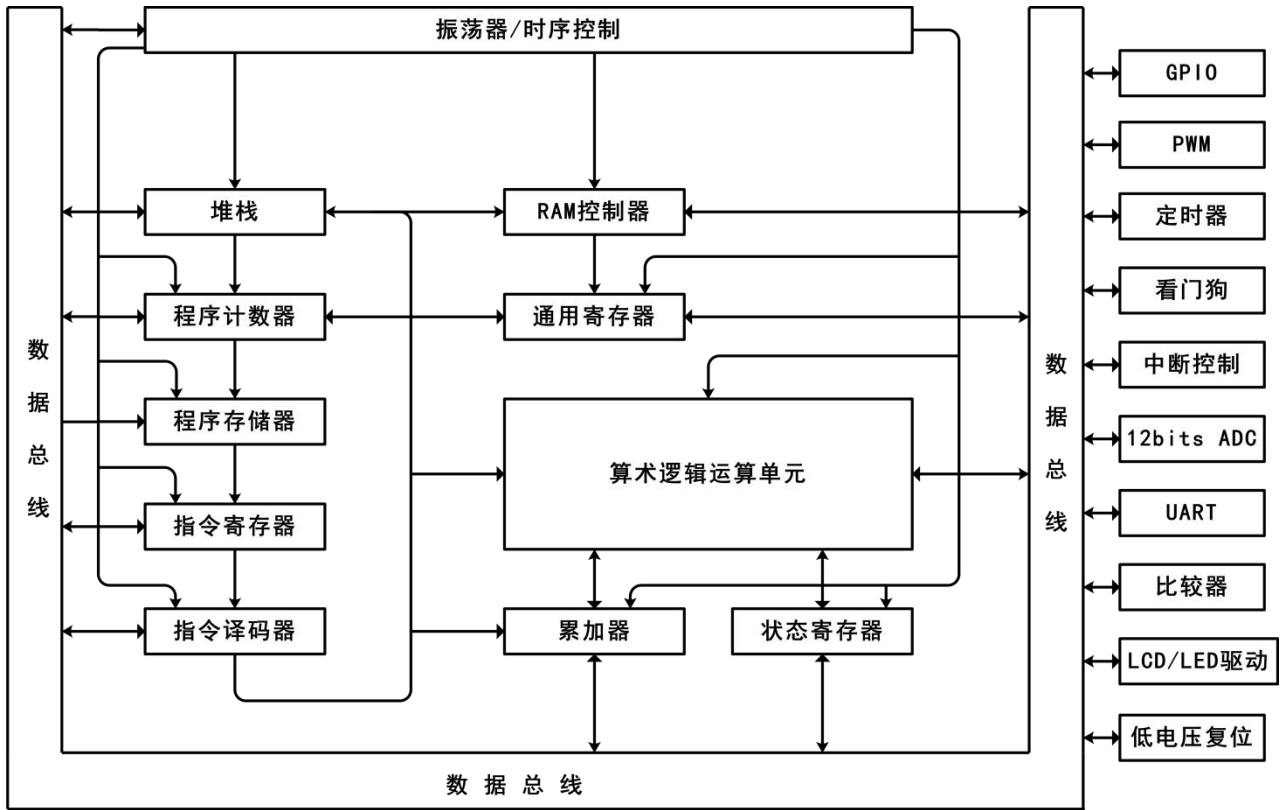 振荡器/时序控制
堆栈
RAM控制器
程序计数器
通用寄存器
程序存储器
算术逻辑运算单元
指令寄存器
指令译码器
累加器
状态寄存器
数据总线
数据总线
数据总线
GPIO
PWM
定时器
看门狗
中断控制
12bits ADC
UART
比较器
LCD/LED驱动
低电压复位